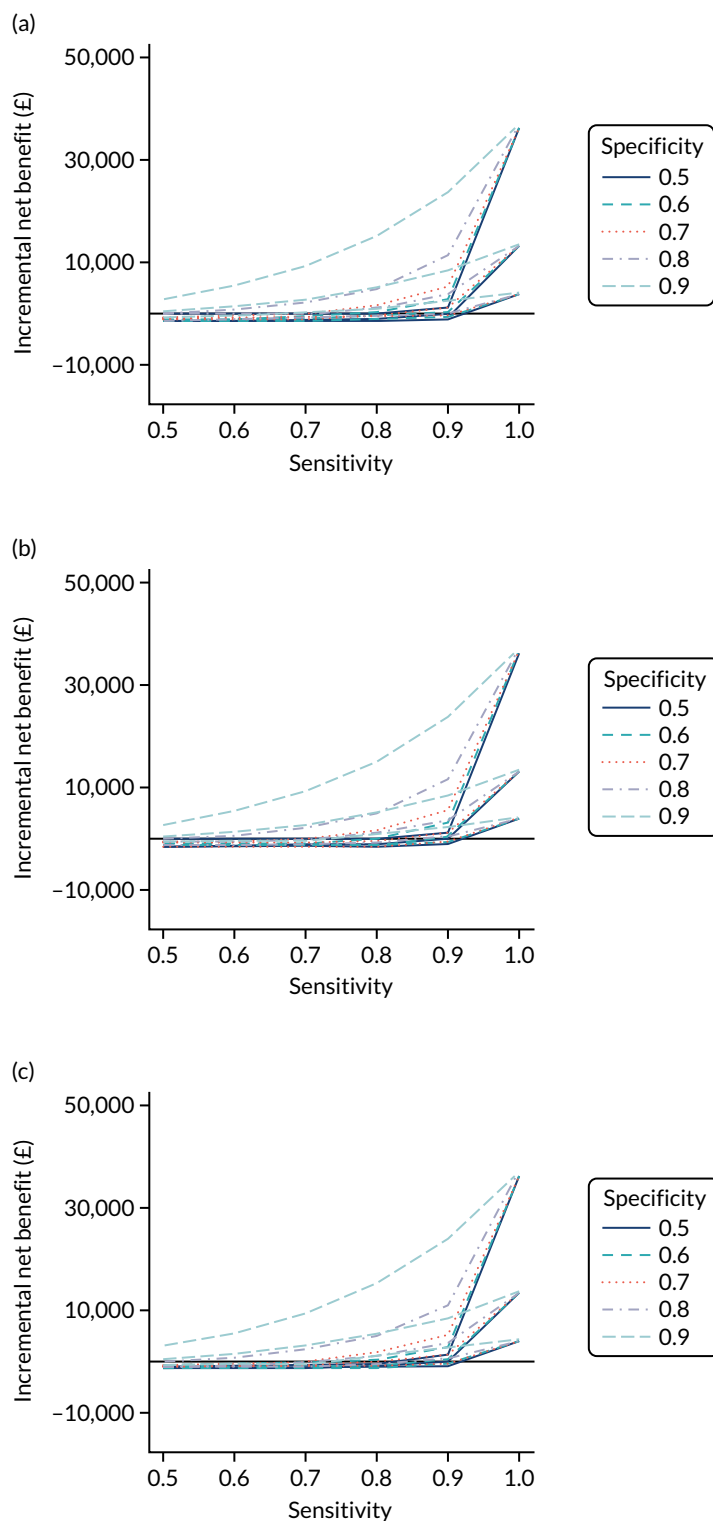 (a)
50,000
30,000
10,000
–10,000
Incremental net benefit (£)
0.5 0.6 0.7 0.8 0.9 1.0
Sensitivity
Specificity
0.5
0.6
0.7
0.8
0.9
(b)
50,000
30,000
10,000
–10,000
Incremental net benefit (£)
0.5 0.6 0.7 0.8 0.9 1.0
Sensitivity
Specificity
0.5
0.6
0.7
0.8
0.9
(c)
50,000
30,000
10,000
–10,000
Incremental net benefit (£)
0.5 0.6 0.7 0.8 0.9 1.0
Sensitivity
Specificity
0.5
0.6
0.7
0.8
0.9